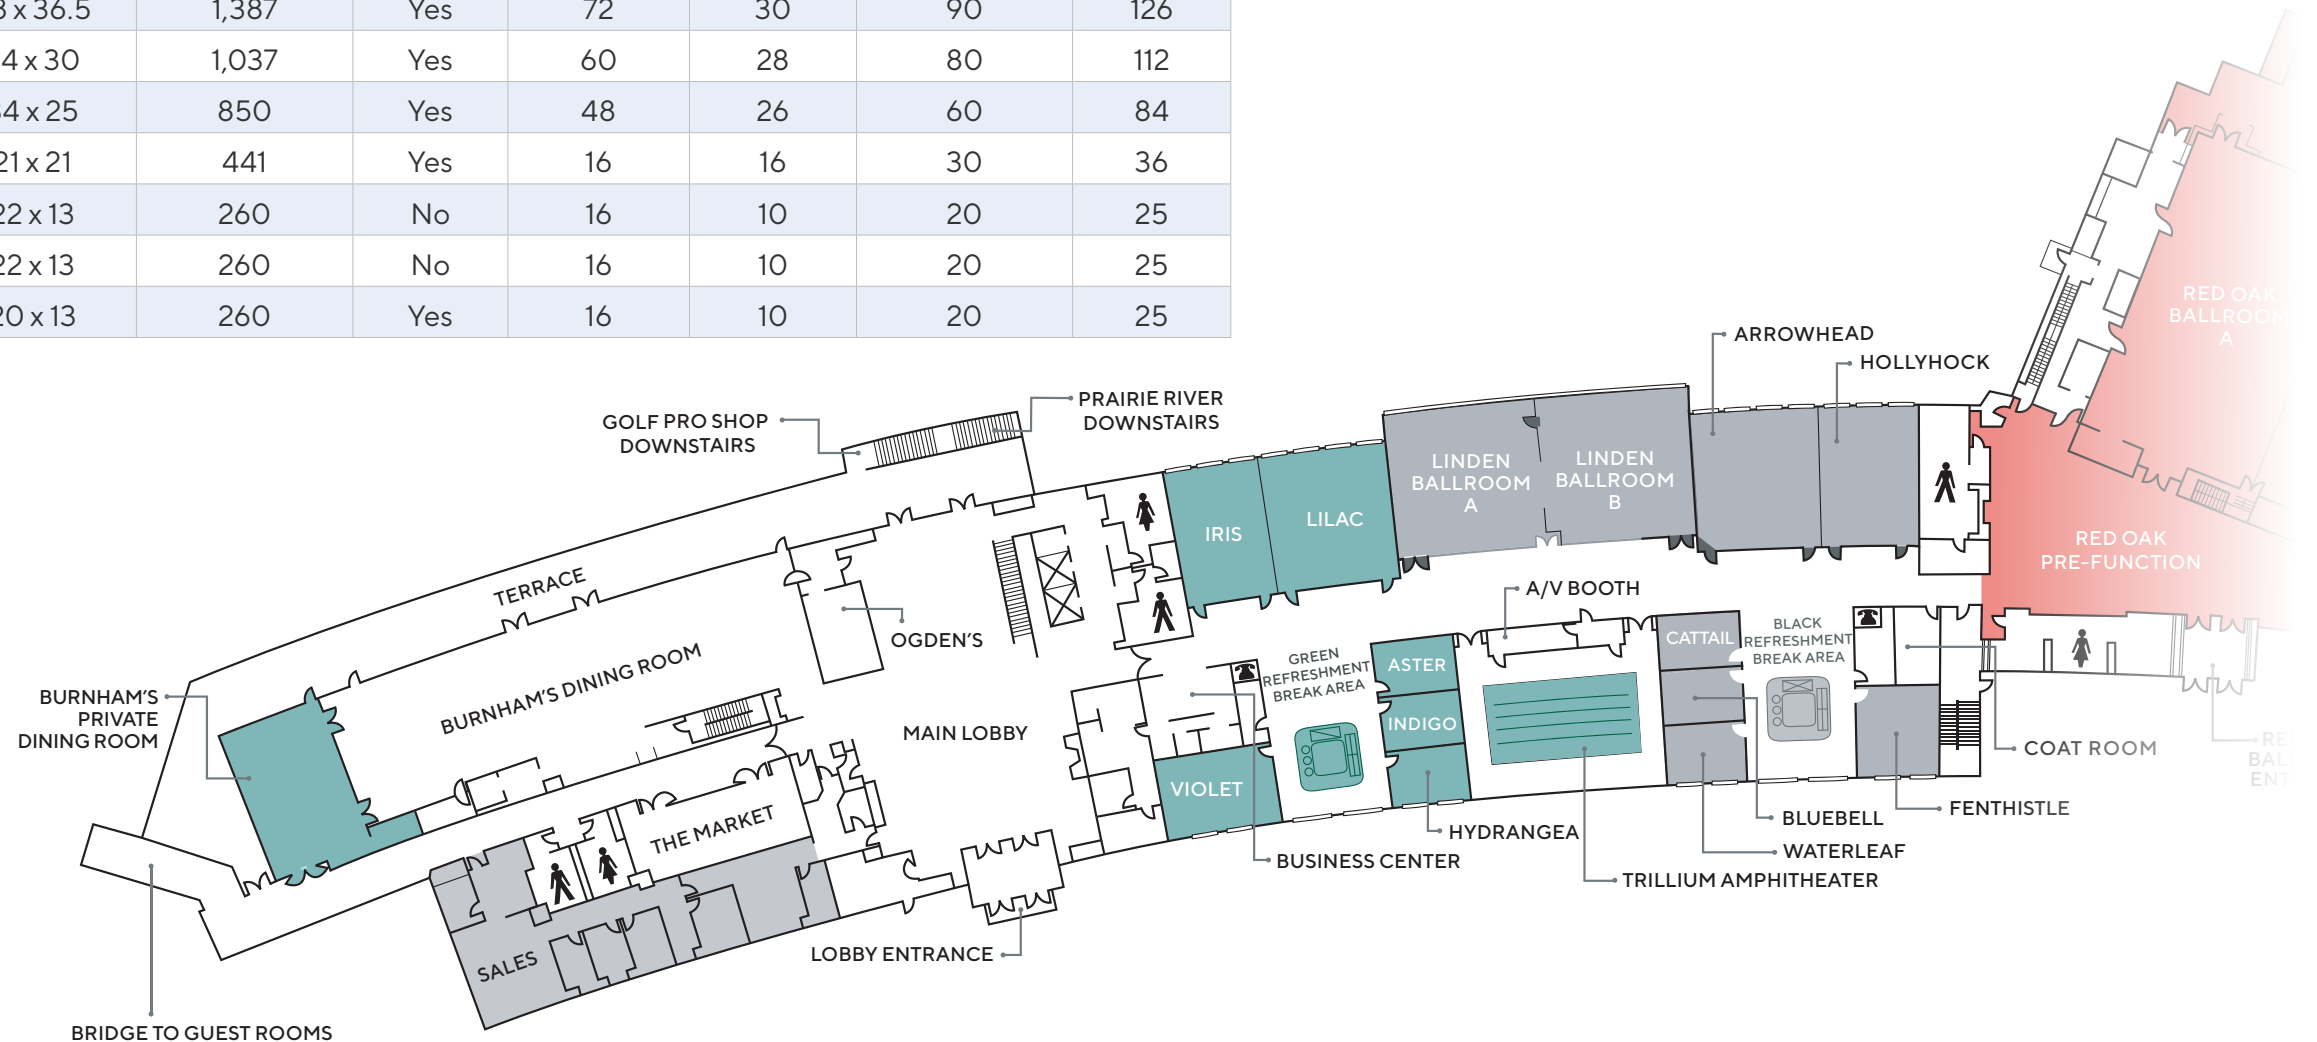 1,387 Yes 72 30 90 126
1,037 Yes 60 28 80 112
850 Yes 48 26 60 84
441 Yes 16 16 30 36
260 No 16 10 20 25
260 No 16 10 20 25
260 Yes 16 10 20 25
x 36.5
4 x 30
4 x 25
21 x 21
22 x 13
22 x 13
20 x 13
RED OAK
BALLROOM
A
ARROWHEAD
HOLLYHOCK
PRAIRIE RIVER
DOWNSTAIRS
GOLF PRO SHOP
DOWNSTAIRS
LINDEN
BALLROOM
A
LINDEN
BALLROOM
B
IRIS
LILAC
RED OAK
PRE-FUNCTION
TERRACE
A/V BOOTH
OGDEN'S
BURNHAM'S DINING ROOM
BURNHAM'S
PRIVATE
DINING ROOM
MAIN LOBBY
GREEN
REFRESHMENT
BREAK AREA
ASTER
INDIGO
CATTAIL
BLACK
REFRESHMENT
BREAK AREA
COAT ROOM
VIOLET
THE MARKET
FENTHISTLE
BLUEBELL
HYDRANGEA
WATERLEAF
BUSINESS CENTER
TRILLIUM AMPHITHEATER
SALES
LOBBY ENTRANCE
BRIDGE TO GUEST ROOMS